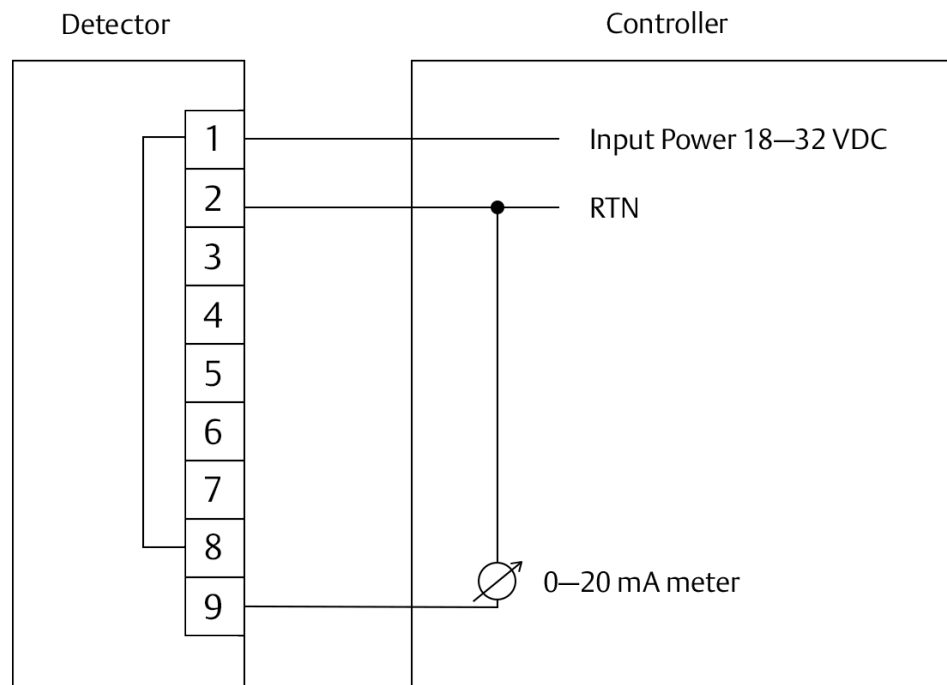 Detector
Controller
1
Input Power 18—32 VDC
2
RTN
3
4
5
6
7
8
0—20 mA meter
9